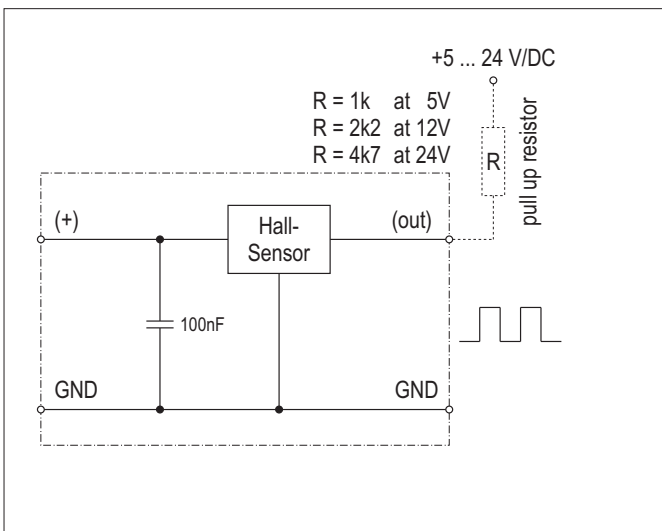 +5 ... 24 V/DC
R = 1k at 5V
R = 2k2 at 12V
R = 4k7 at 24V
R
pull up resistor
(+)
Hall-
Sensor
(out)
100nF
GND
GND